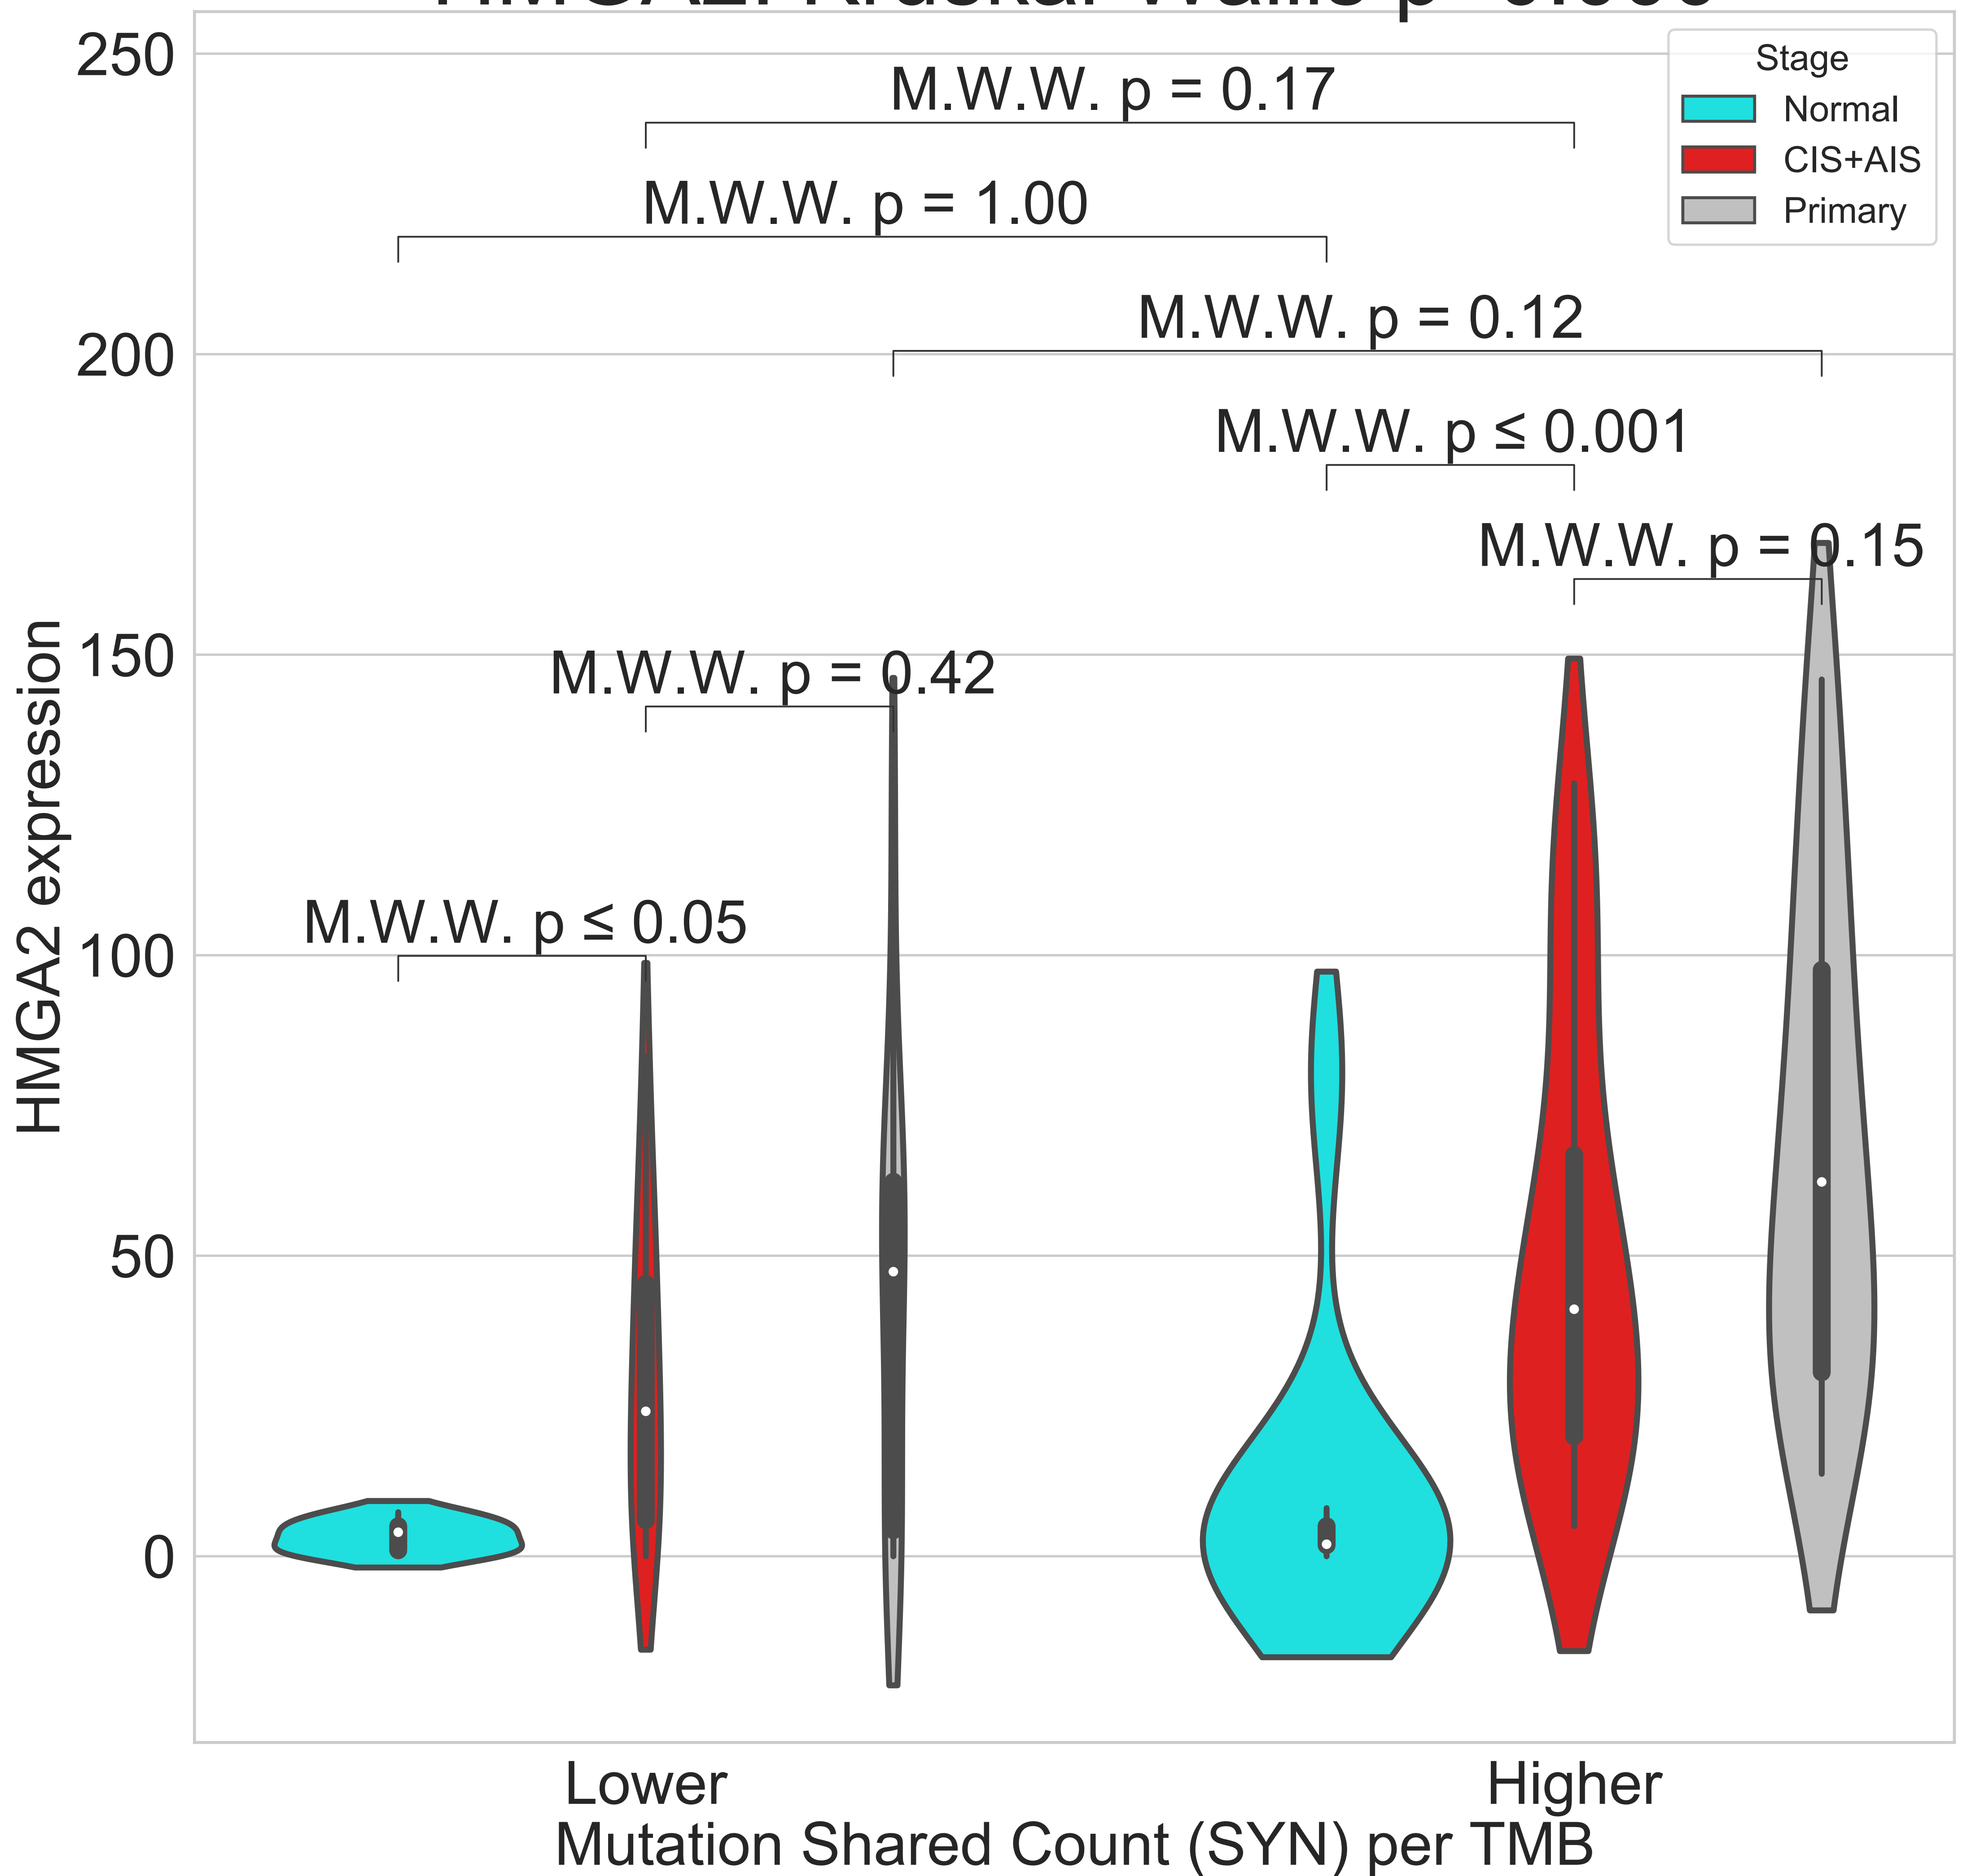 250
M.W.W. p = 0.17
Stage
Normal
CIS+AIS
Primary
M.W.W. p = 1.00
M.W.W. p = 0.12
200
M.W.W. p ≤ 0.001
M.W.W. p = 0.15
150
M.W.W. p = 0.42
HMGA2 expression
100
M.W.W. p ≤ 0.05
50
0
Lower
Higher
Mutation Shared Count (SYN) per TMB